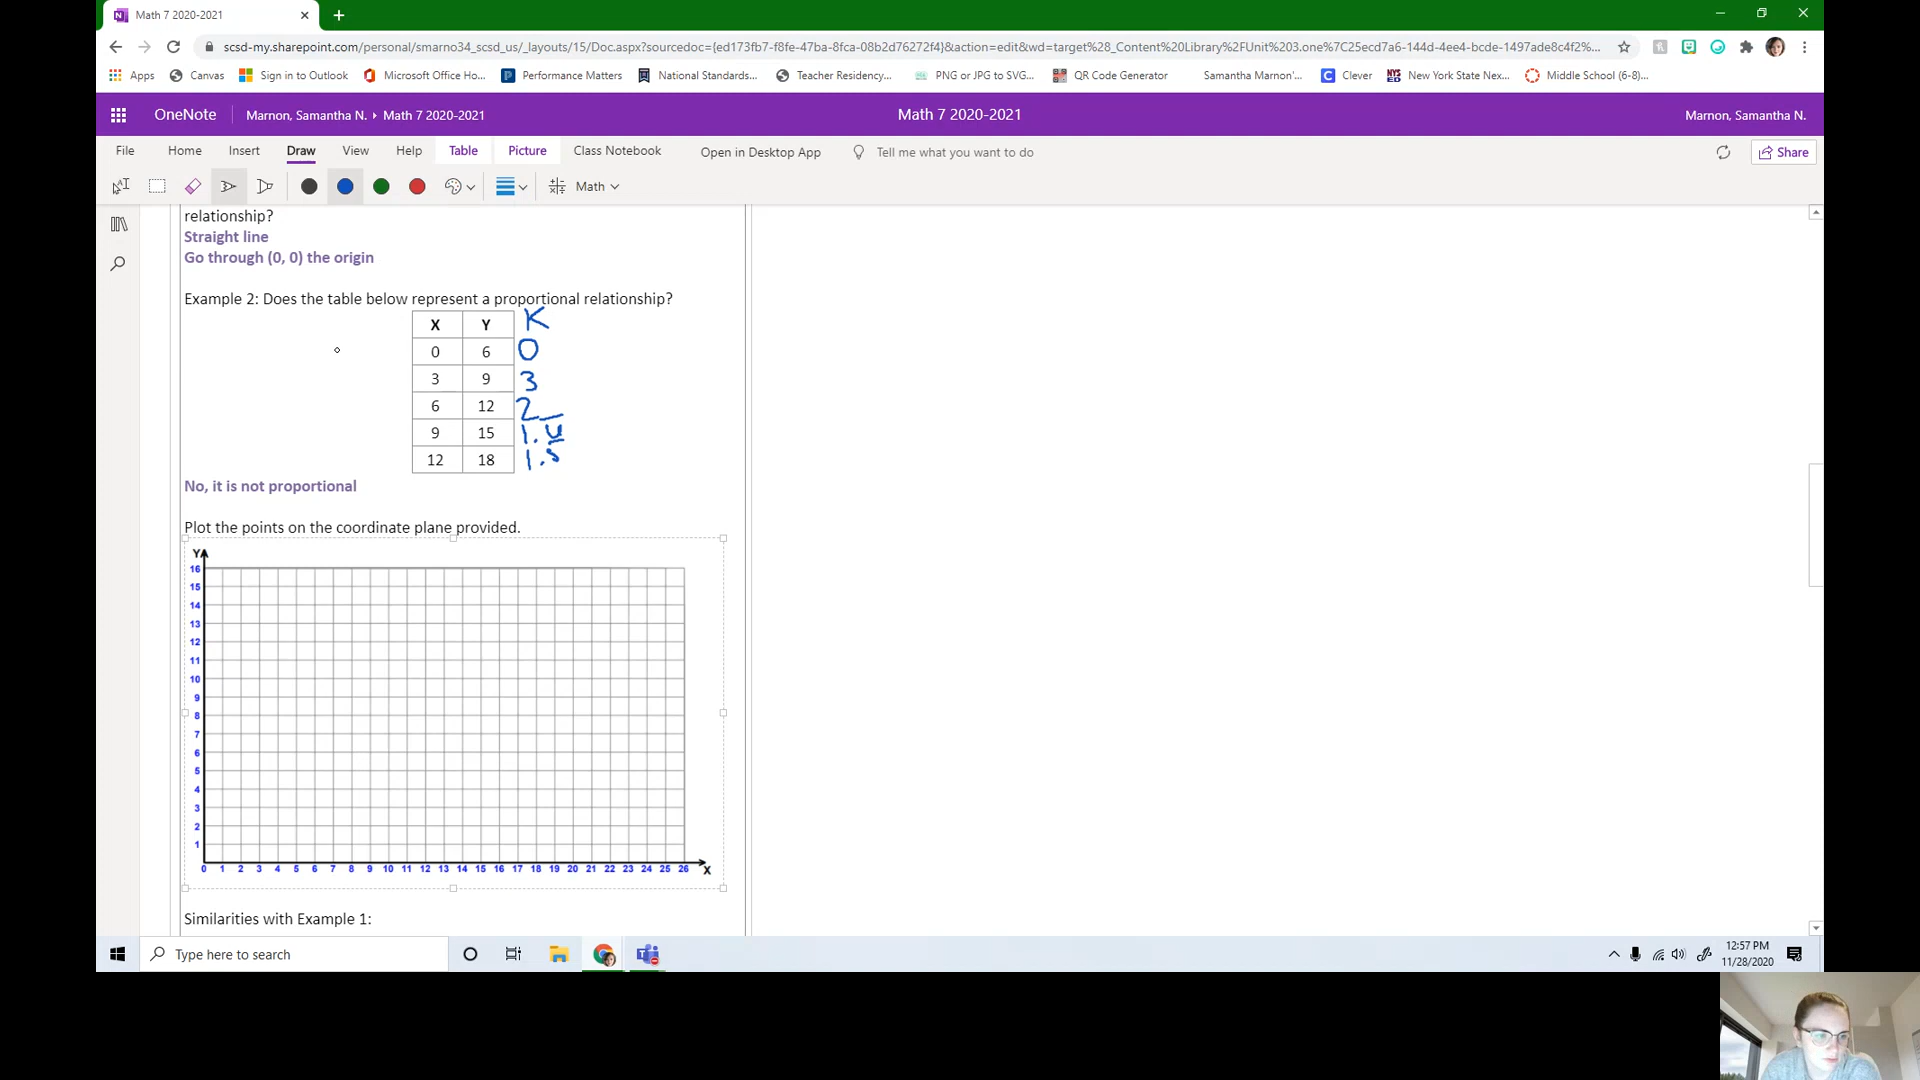 Math 7 2020-2021
scsd-my.sharepoint.com/personal/smarno34_scsd_us/_layouts/15/Doc.aspx?sourcedoc={ed173fb7-f8fe-47ba-8fca-08b2d76272f4}&action=edit&wd=target%28_Content%20Library%2FUnit%203.one%7C25ecd7a6-144d-4ee4-bcde-1497ade8c4f2%...
Apps Canvas Sign in to Outlook Microsoft Office Ho... Performance Matters National Standards... Teacher Residency... PNG or JPG to SVG... QR Code Generator Samantha Marnon'... Clever New York State Nex... Middle School (6-8)...
OneNote Marnon, Samantha N. Math 7 2020-2021 Math 7 2020-2021 Marnon, Samantha N.
File Home Insert Draw View Help Table Picture Class Notebook Open in Desktop App Tell me what you want to do Share
Math
relationship?
Straight line
Go through (0, 0) the origin
Example 2: Does the table below represent a proportional relationship?
X Y K
0 6 0
3 9 3
6 12 2
9 15 1.
12 18 1.5
No, it is not proportional
Plot the points on the coordinate plane provided.
Y
16
15
14
13
12
11
10
9
8
7
6
5
4
3
2
1
0 1 2 3 4 5 6 7 8 9 10 11 12 13 14 15 16 17 18 19 20 21 22 23 24 25 26 X
Similarities with Example 1:
Type here to search
12:57 PM
11/28/2020